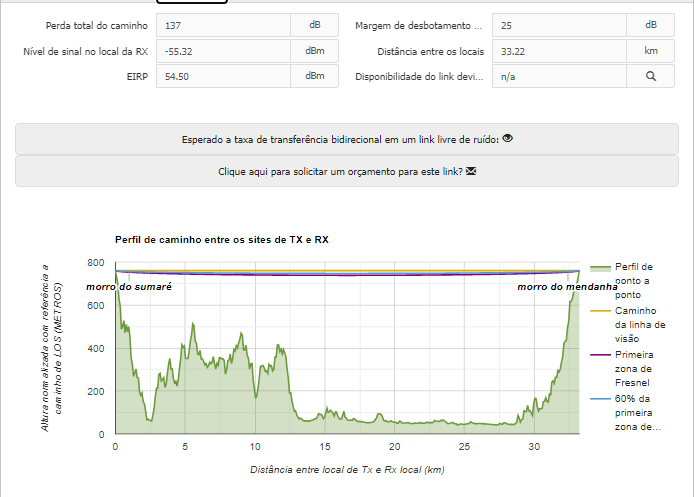 Perda total do caminho 137 dB Margem de desbotamento ... 25 dB
Nível de sinal no local da RX -55.32 dBm Distância entre os locais 33.22 km
EIRP 54.50 dBm Disponibilidade do link devi... n/a
Esperado a taxa de transferência bidirecional em um link livre de ruído:
Clique aqui para solicitar um orçamento para este link?
Perfil de caminho entre os sites de TX e RX
Altura normalizada com referência a
caminho de LOS (METROS)
800
600
400
200
0
morro do sumaré
morro do mendanha
0 5 10 15 20 25 30
Distância entre local de Tx e Rx local (km)
Perfil de
ponto a
ponto
Caminho
da linha de
visão
Primeira
zona de
Fresnel
60% da
primeira
zona de...